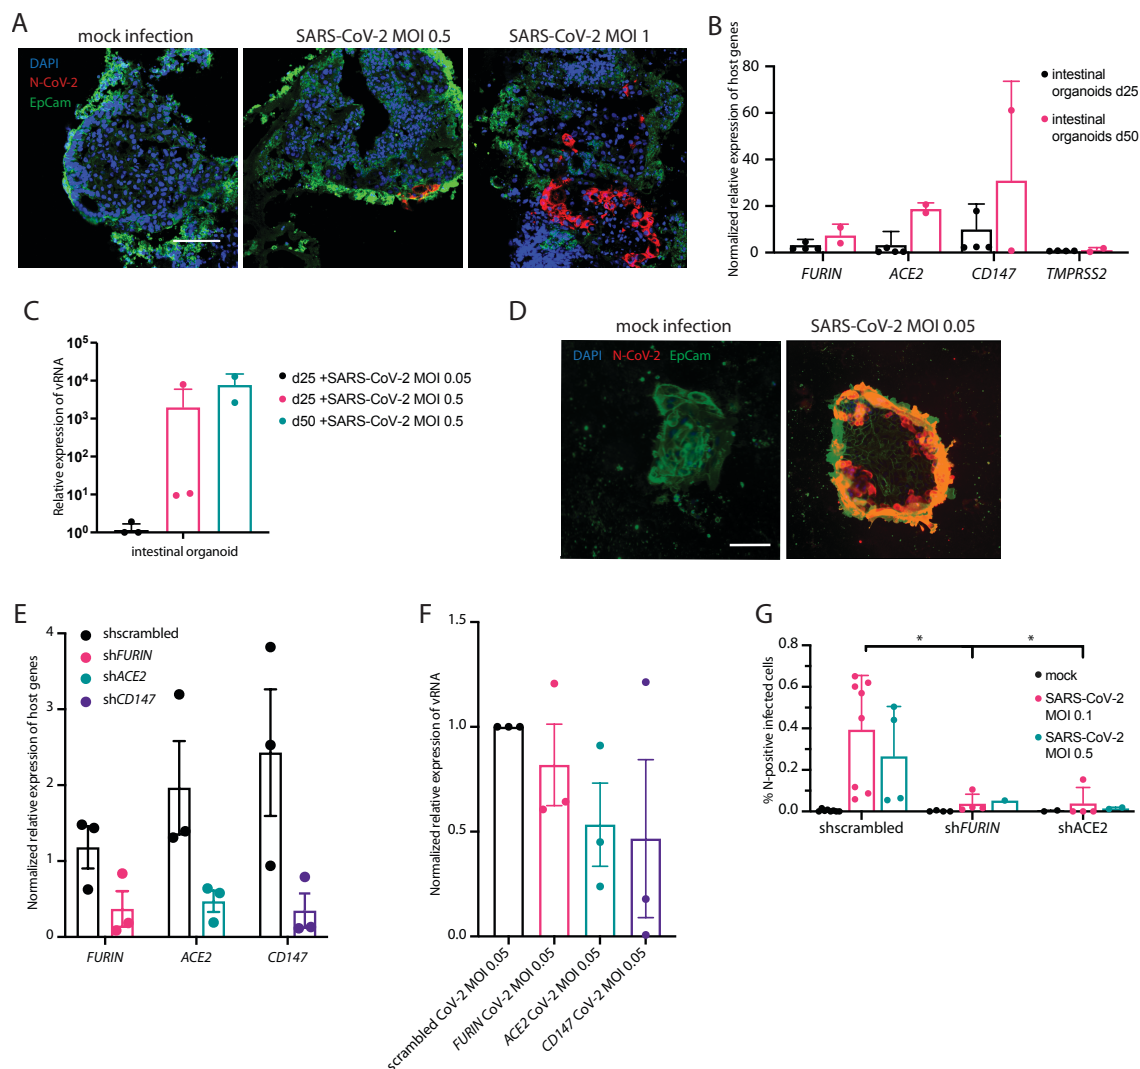 A
mock infection
SARS-CoV-2 MOI 0.5
SARS-CoV-2 MOI 1
DAPI
N-CoV-2
EpCam
B
Normalized relative expression of host genes
80
60
40
20
0
FURIN
ACE2
CD147
TMPRSS2
intestinal
organoids d25
intestinal
organoids d50
C
Relative expression of vRNA
10^5
10^4
10^3
10^2
10^1
10^0
intestinal organoid
d25 +SARS-CoV-2 MOI 0.05
d25 +SARS-CoV-2 MOI 0.5
d50 +SARS-CoV-2 MOI 0.5
D
mock infection
SARS-CoV-2 MOI 0.05
DAPI N-CoV-2 EpCam
E
Normalized relative expression of host genes
4
3
2
1
0
shscrambled
shFURIN
shACE2
shCD147
FURIN
ACE2
CD147
F
Normalized relative expression of vRNA
1.5
1.0
0.5
0.0
scrambled CoV-2 MOI 0.05
FURIN CoV-2 MOI 0.05
ACE2 CoV-2 MOI 0.05
CD147 CoV-2 MOI 0.05
G
% N-positive infected cells
0.8
0.6
0.4
0.2
0.0
* *
mock
SARS-CoV-2
MOI 0.1
SARS-CoV-2
MOI 0.5
shscrambled
shFURIN
shACE2